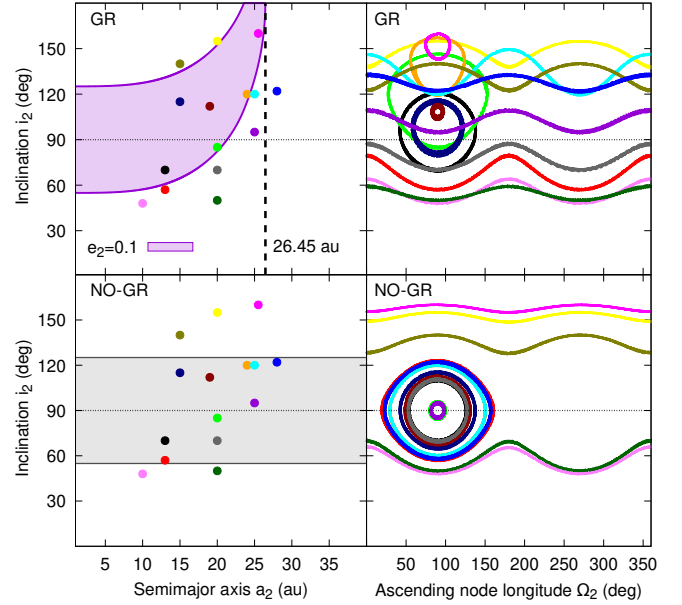 GR
GR
Inclination i₂ (deg)
150
120
90
60
30
e₂=0.1
26.45 au
NO-GR
NO-GR
Inclination i₂ (deg)
150
120
90
60
30
5 10 15 20 25 30 35
50 100 150 200 250 300 350
Semimajor axis a₂ (au)
Ascending node longitude Ω₂ (deg)